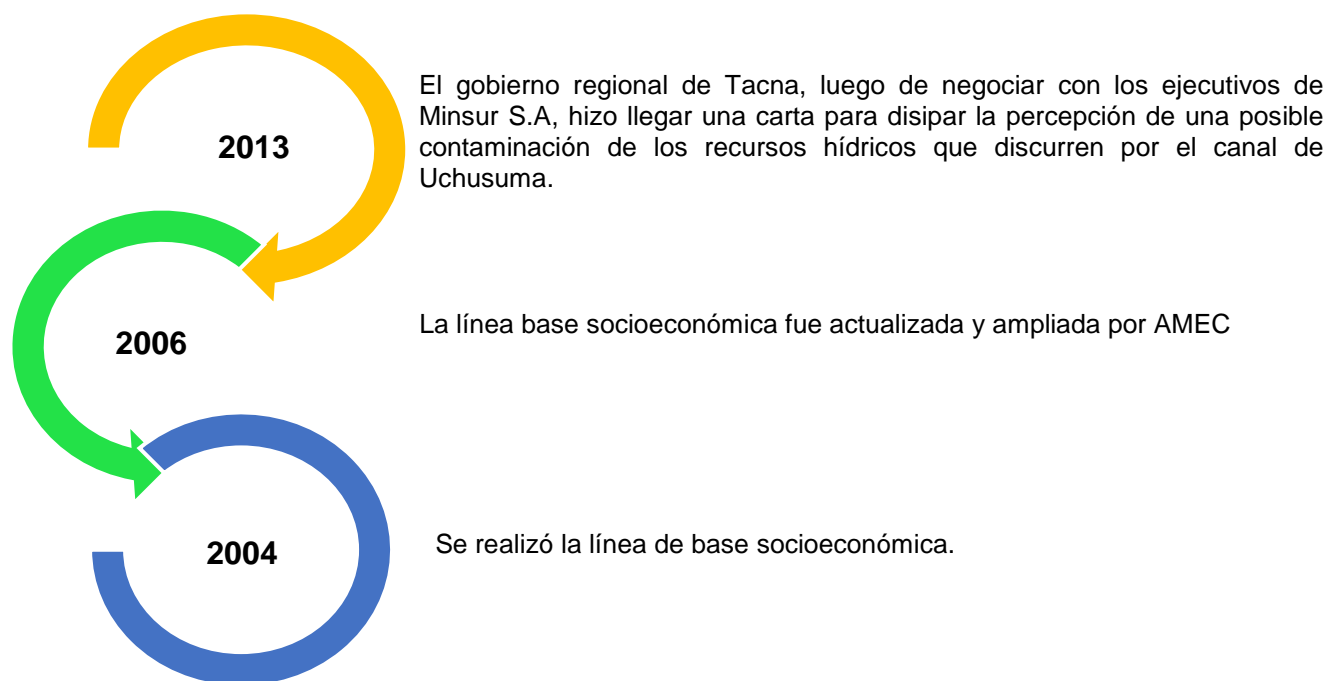 2013
El gobierno regional de Tacna, luego de negociar con los ejecutivos de
Minsur S.A, hizo llegar una carta para disipar la percepción de una posible
contaminación de los recursos hídricos que discurren por el canal de
Uchusuma.
2006
La línea base socioeconómica fue actualizada y ampliada por AMEC
2004
Se realizó la línea de base socioeconómica.